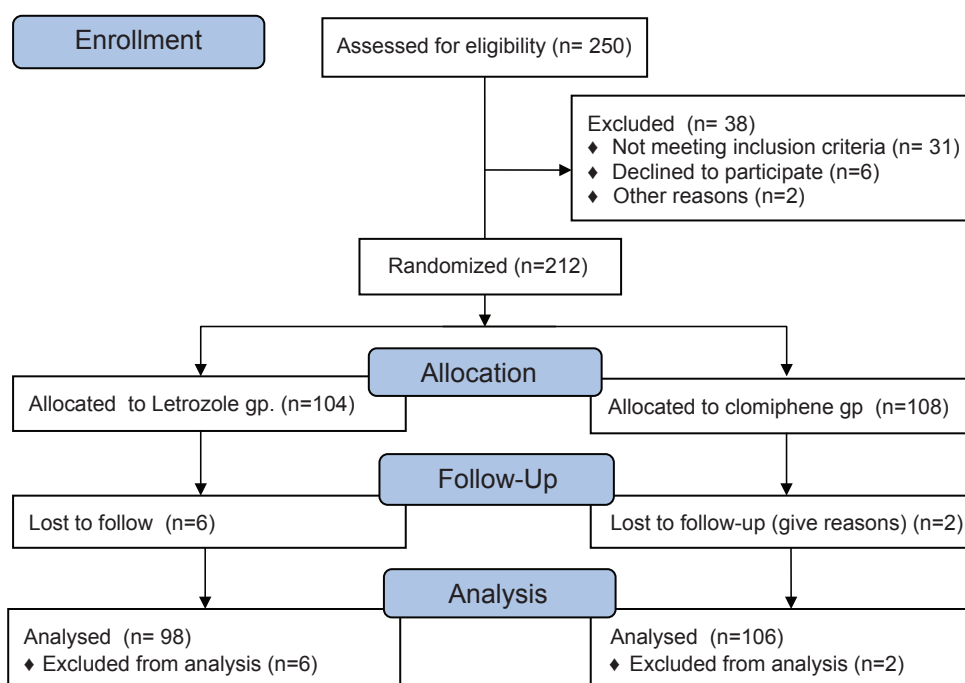 Enrollment
Assessed for eligibility (n= 250)
Excluded (n= 38)
♦ Not meeting inclusion criteria (n= 31)
♦ Declined to participate (n=6)
♦ Other reasons (n=2)
Randomized (n=212)
Allocation
Allocated to Letrozole gp. (n=104)
Allocated to clomiphene gp (n=108)
Follow-Up
Lost to follow (n=6)
Lost to follow-up (give reasons) (n=2)
Analysis
Analysed (n= 98)
♦ Excluded from analysis (n=6)
Analysed (n=106)
♦ Excluded from analysis (n=2)